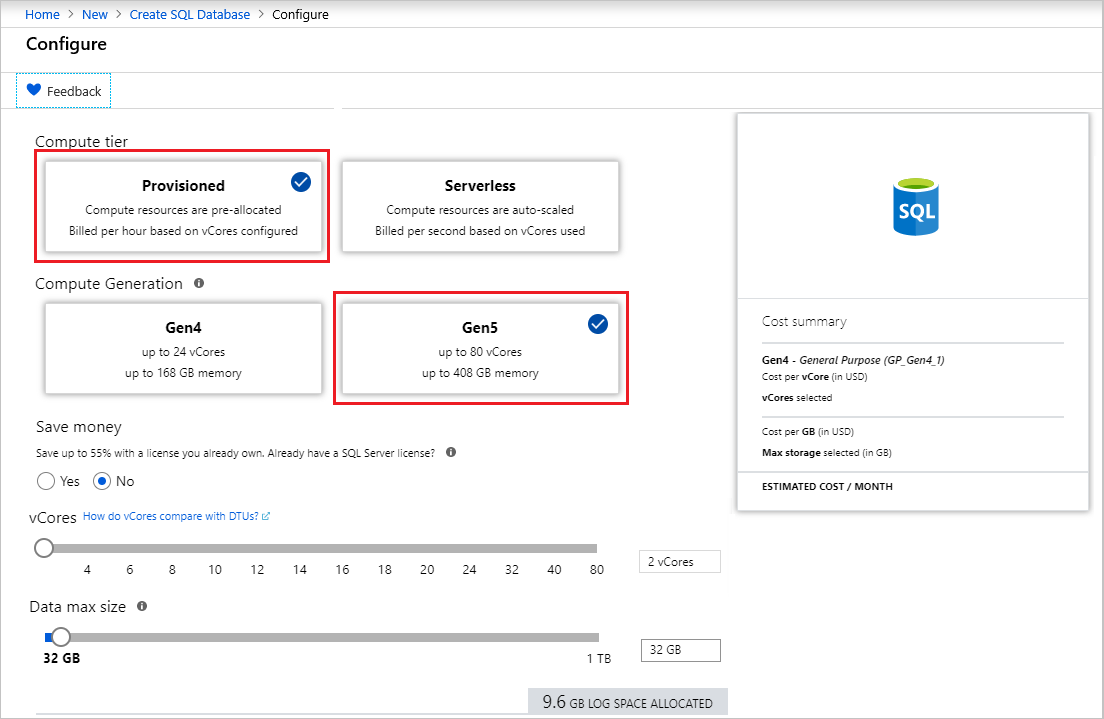 Home > New > Create SQL Database > Configure
Configure
Feedback
Compute tier
Provisioned
Compute resources are pre-allocated
Billed per hour based on vCores configured
Serverless
Compute resources are auto-scaled
Billed per second based on vCores used
Compute Generation
Gen4
up to 24 vCores
up to 168 GB memory
Gen5
up to 80 vCores
up to 408 GB memory
Save money
Save up to 55% with a license you already own. Already have a SQL Server license?
Yes No
vCores How do vCores compare with DTUs?
4 6 8 10 12 14 16 18 20 24 32 40 80
2 vCores
Data max size
32 GB
1 TB
32 GB
9.6 GB LOG SPACE ALLOCATED
SQL
Cost summary
Gen4 - General Purpose (GP_Gen4_1)
Cost per vCore (in USD)
vCores selected
Cost per GB (in USD)
Max storage selected (in GB)
ESTIMATED COST / MONTH